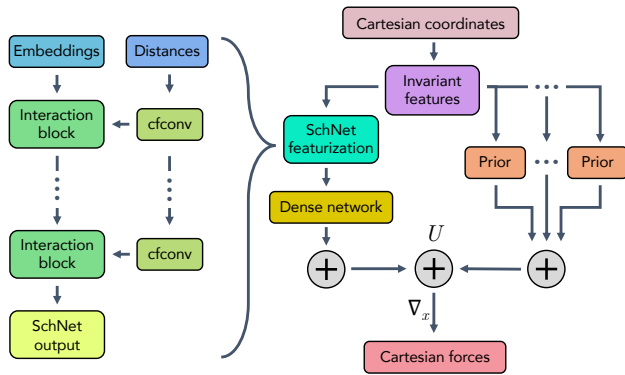 Embeddings
Distances
Interaction
block
cfconv
Interaction
block
cfconv
SchNet
output
Cartesian coordinates
Invariant
features
SchNet
featurization
Dense network
Prior
Prior
+
U
+
+
∇x
Cartesian forces